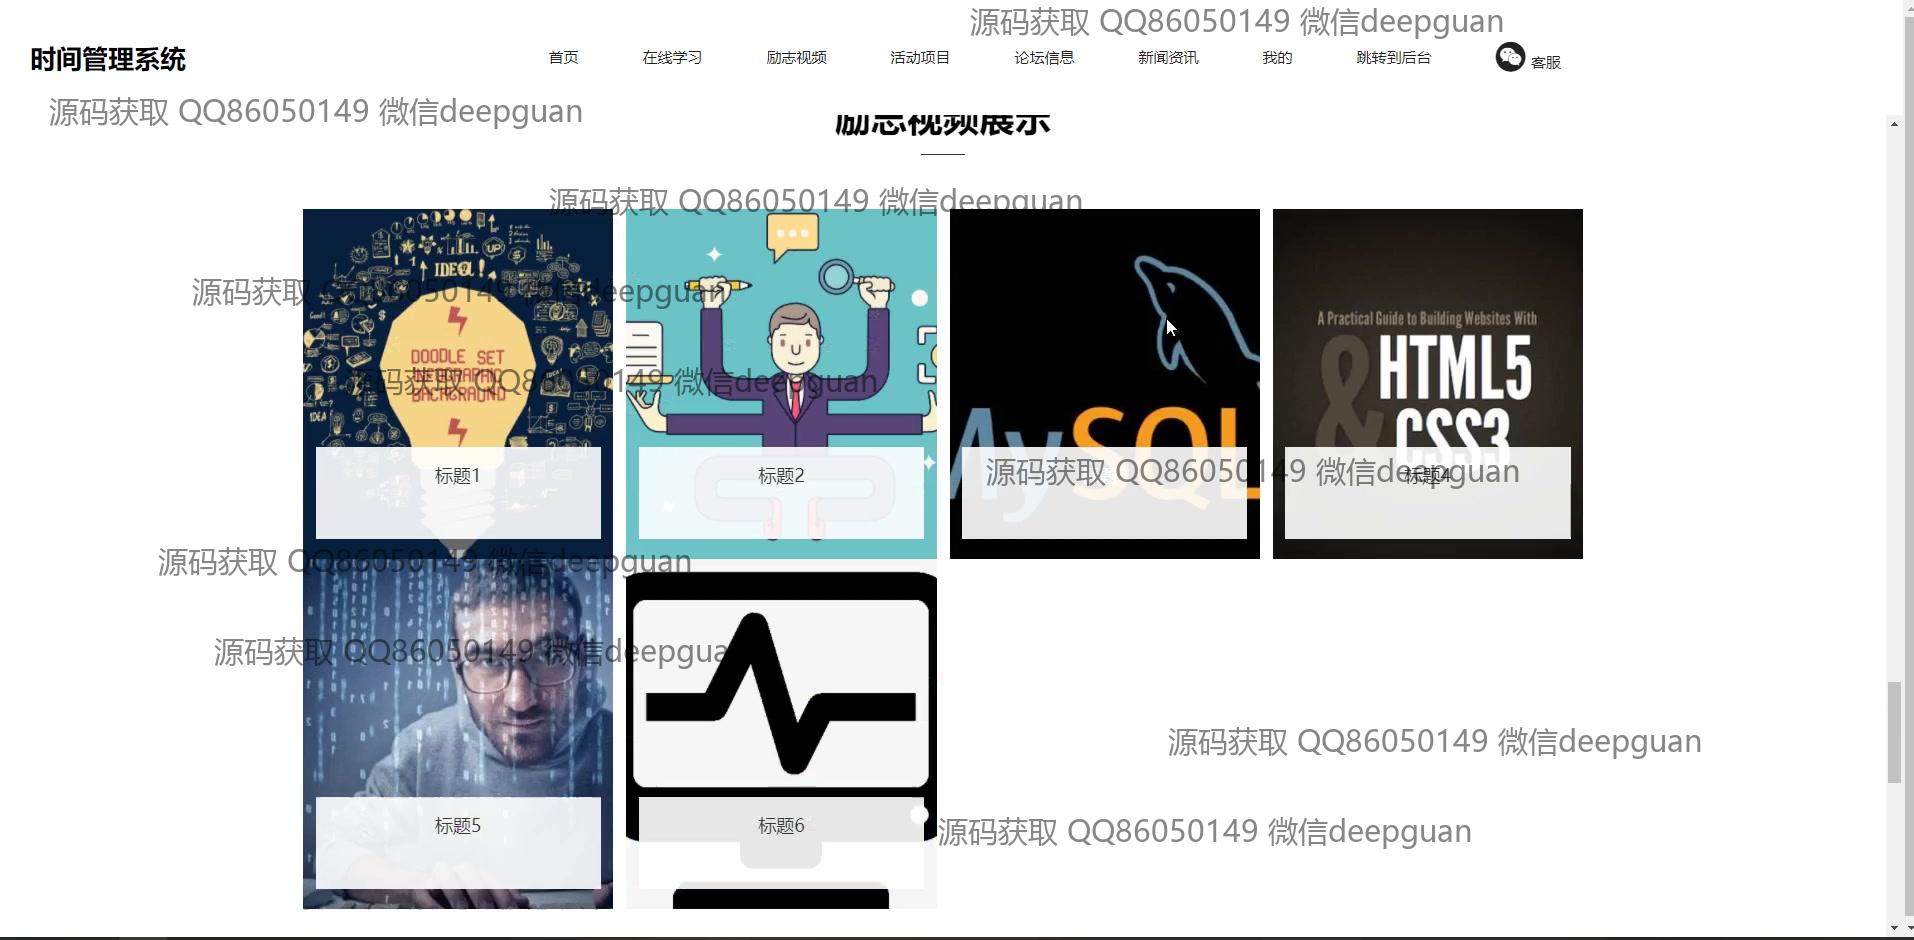 源码获取 QQ86050149 微信deepguan
时间管理系统
首页 在线学习 励志视频 活动项目 论坛信息 新闻资讯 我的 跳转到后台 客服
源码获取 QQ86050149 微信deepguan
励志视频展示
源码获取 QQ86050149 微信deepguan
UP
IDEA!
源码获取 QQ86050149 微信deepguan
A Practical Guide to Building Websites With
HTML5
& CSS3
DOODLE SET
INFOGRAPHIC
BACKGRAUND
源码获取 QQ86050149 微信deepguan
IDEA
MySQL
源码获取 QQ86050149 微信deepguan
标题1
标题2
标题4
源码获取 QQ86050149 微信deepguan
源码获取 QQ86050149 微信deepgua
源码获取 QQ86050149 微信deepguan
标题5
标题6
源码获取 QQ86050149 微信deepguan